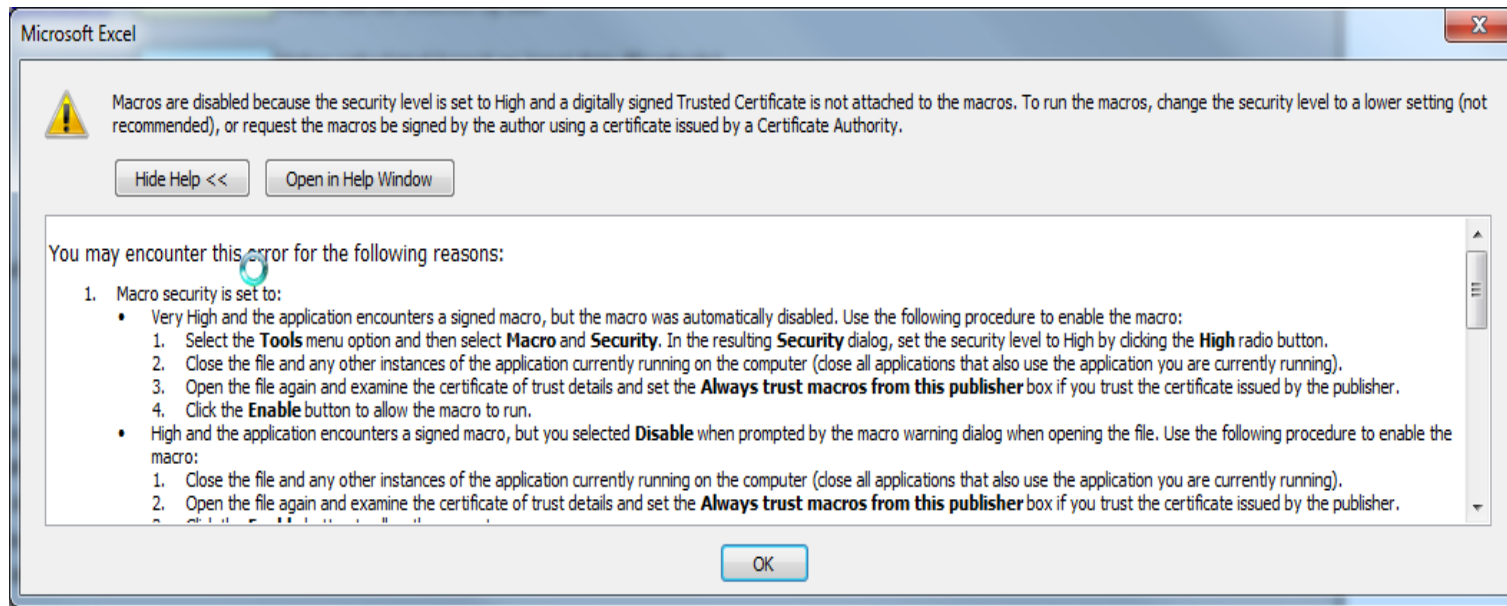 Microsoft Excel
Macros are disabled because the security level is set to High and a digitally signed Trusted Certificate is not attached to the macros. To run the macros, change the security level to a lower setting (not
recommended), or request the macros be signed by the author using a certificate issued by a Certificate Authority.
Hide Help << Open in Help Window
You may encounter this error for the following reasons:
1. Macro security is set to:
• Very High and the application encounters a signed macro, but the macro was automatically disabled. Use the following procedure to enable the macro:
1. Select the Tools menu option and then select Macro and Security. In the resulting Security dialog, set the security level to High by clicking the High radio button.
2. Close the file and any other instances of the application currently running on the computer (close all applications that also use the application you are currently running).
3. Open the file again and examine the certificate of trust details and set the Always trust macros from this publisher box if you trust the certificate issued by the publisher.
4. Click the Enable button to allow the macro to run.
• High and the application encounters a signed macro, but you selected Disable when prompted by the macro warning dialog when opening the file. Use the following procedure to enable the
macro:
1. Close the file and any other instances of the application currently running on the computer (close all applications that also use the application you are currently running).
2. Open the file again and examine the certificate of trust details and set the Always trust macros from this publisher box if you trust the certificate issued by the publisher.
OK